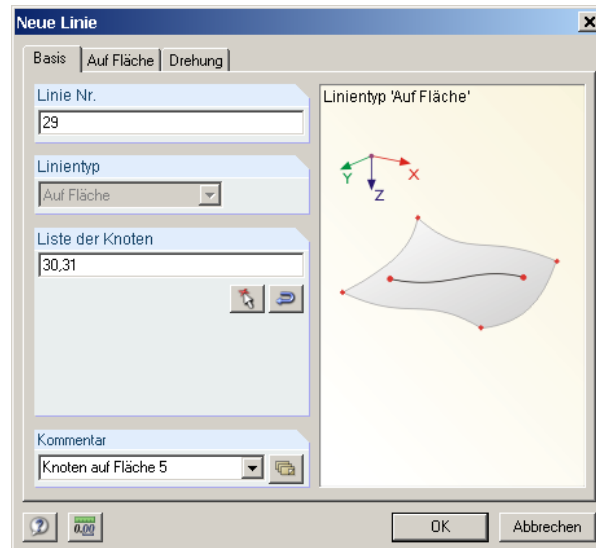 Neue Linie
Basis Auf Fläche Drehung
Linie Nr.
29
Linientyp
Auf Fläche
Liste der Knoten
30,31
Kommentar
Knoten auf Fläche 5
Linientyp 'Auf Fläche'
Y X
Z
0.00
OK Abbrechen